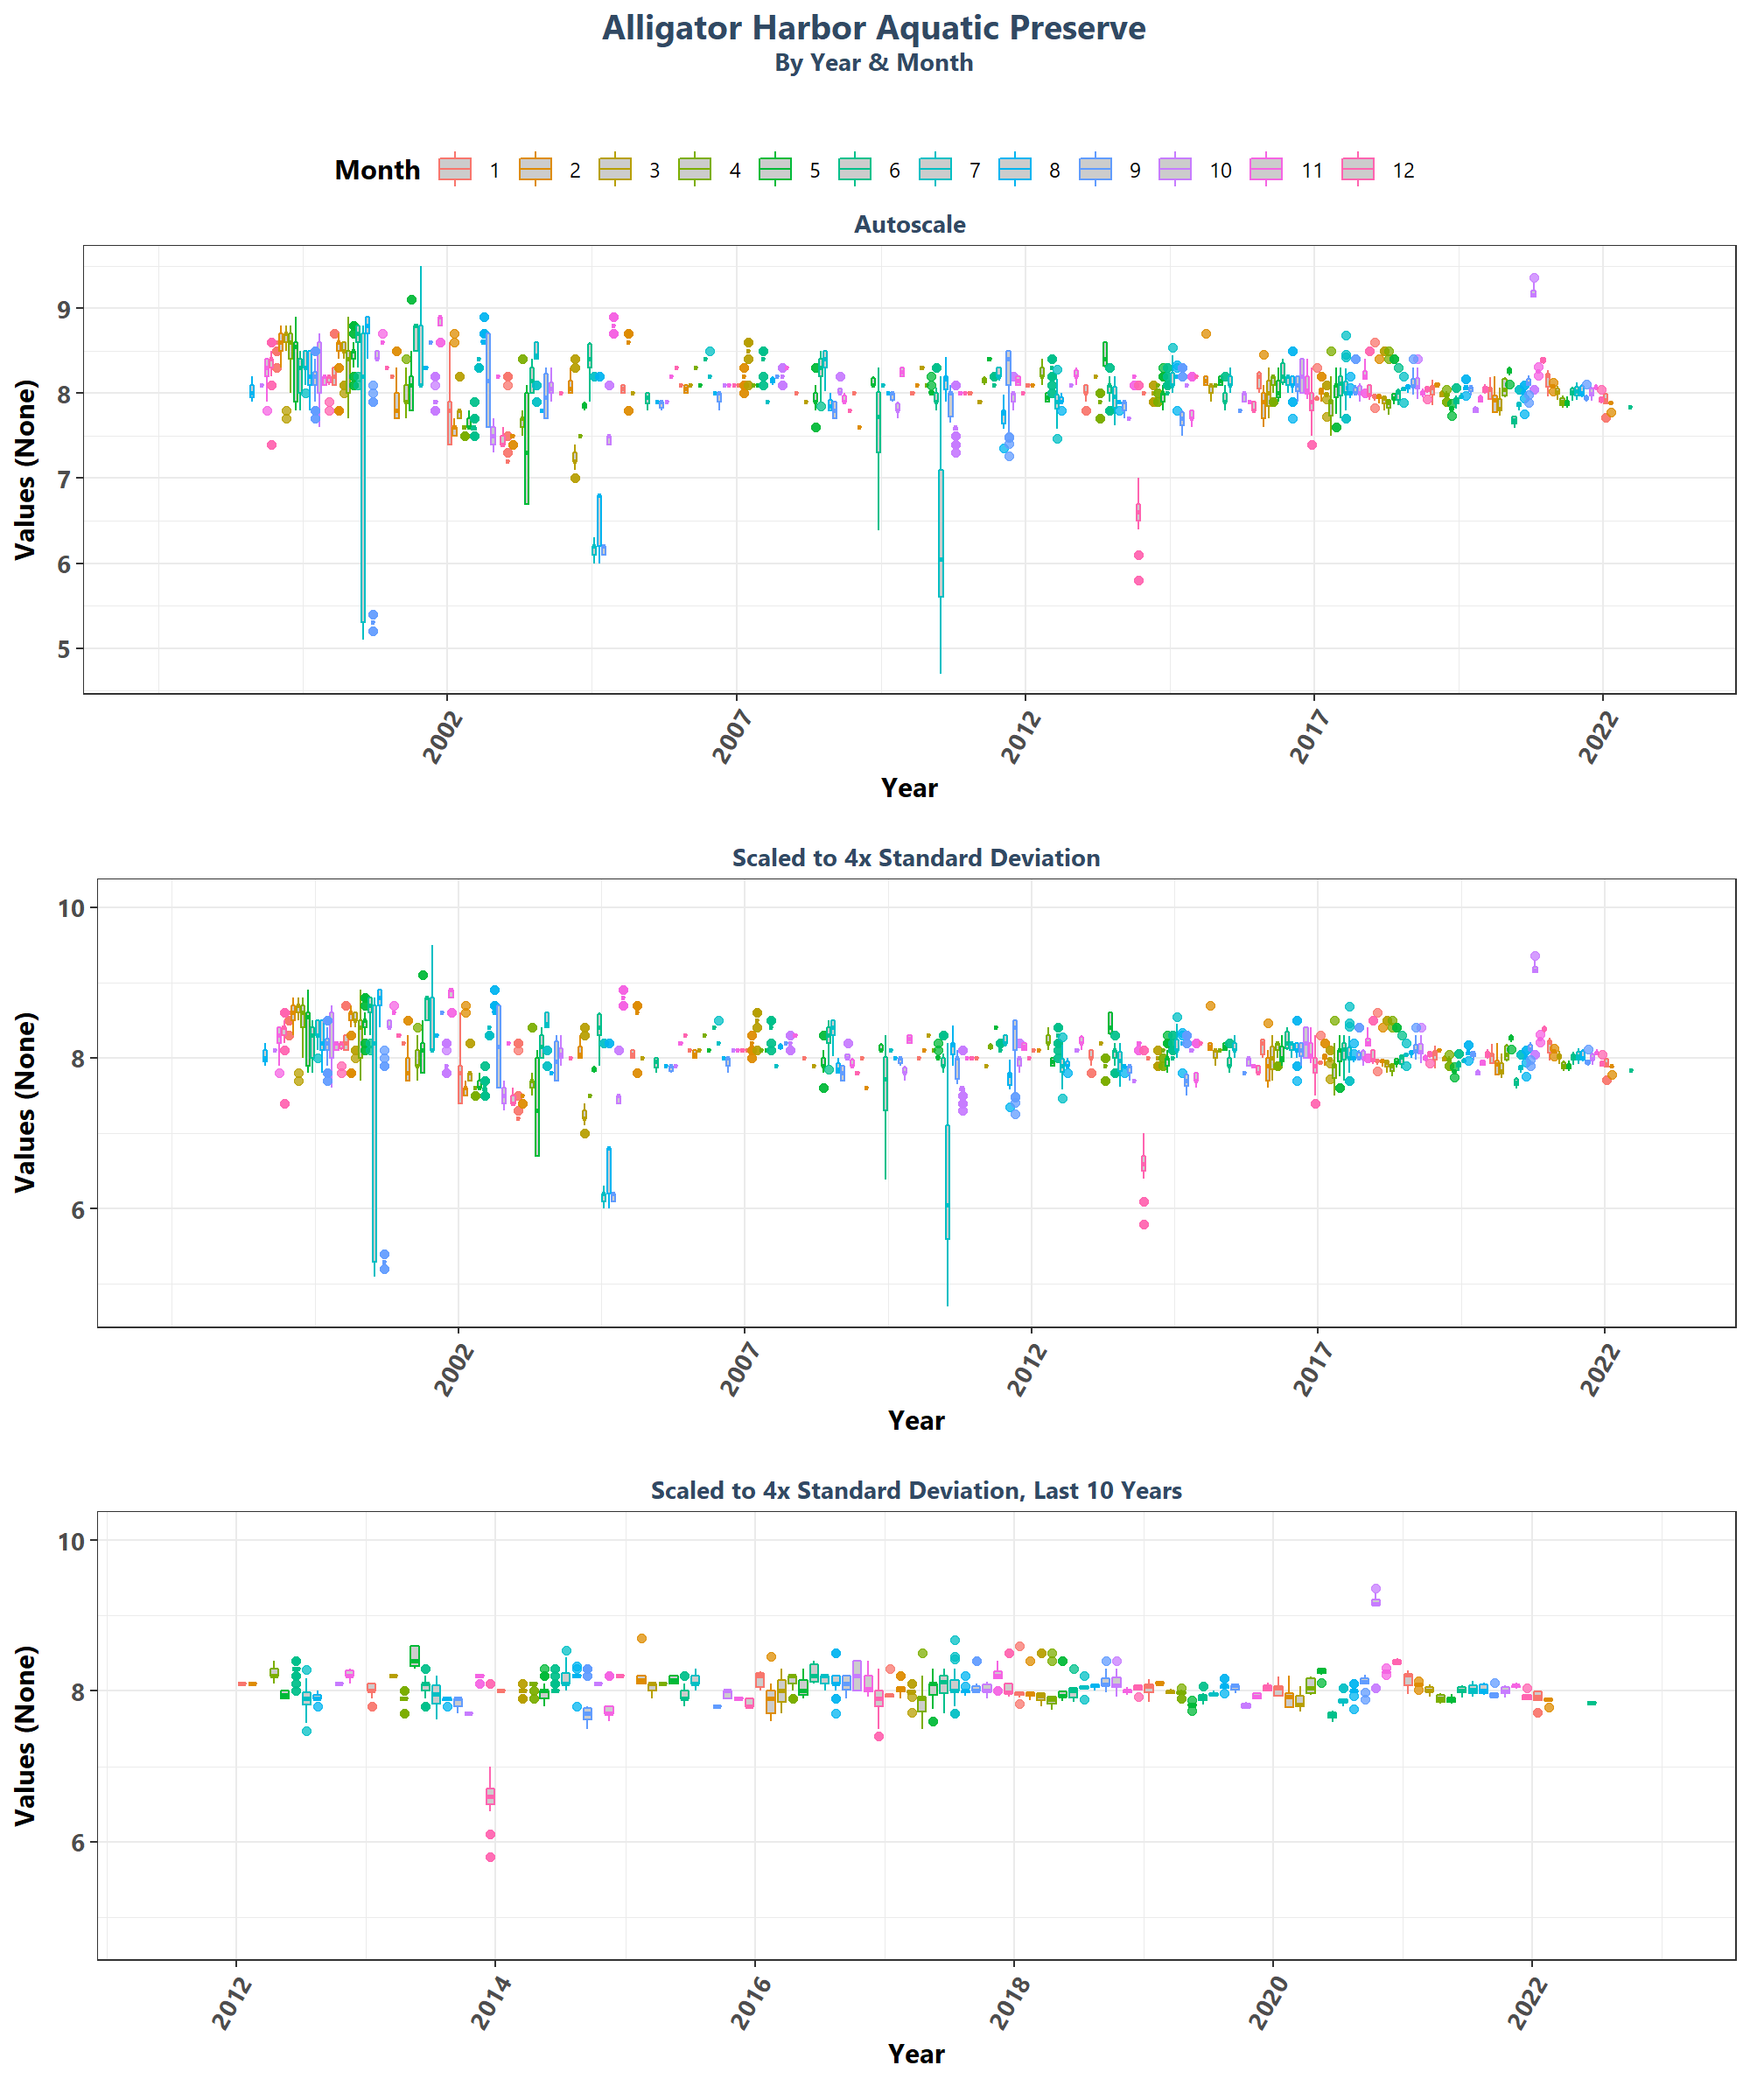 Alligator Harbor Aquatic Preserve
By Year & Month
Month 1 2 3 4 5 6 7 8 9 10 11 12
Autoscale
Values (None)
9
8
7
6
5
2002 2007 2012 2017 2022
Year
Scaled to 4x Standard Deviation
Values (None)
10
8
6
2002 2007 2012 2017 2022
Year
Scaled to 4x Standard Deviation, Last 10 Years
Values (None)
10
8
6
2012 2014 2016 2018 2020 2022
Year